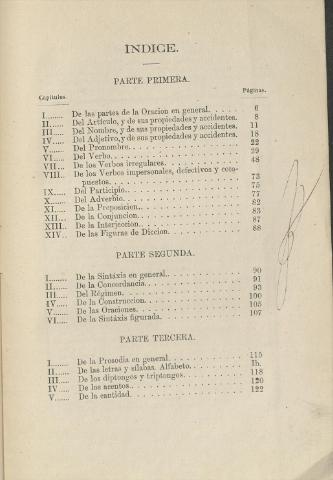 INDICE.
PARTE PRIMERA.
Capítulos. Páginas.
I....... De las partes de la Oracion en general. 6
II...... Del Artículo, y de sus propiedades y accidentes. 8
III..... Del Nombre, y de sus propiedades y accidentes. 11
IV...... Del Adjetivo, y de sus propiedades y accidentes. 18
V....... Del Pronombre. 22
VI...... Del Verbo. 29
VII..... De los Verbos irregulares. 48
VIII.... De los Verbos impersonales, defectivos y com-
puestos. 73
IX...... Del Participio. 75
X....... Del Adverbio. 77
XI...... De la Preposicion. 82
XII..... De la Conjuncion. 83
XIII.... De la Interjeccion. 87
XIV..... De las Figuras de Diccion. 88
PARTE SEGUNDA.
I....... De la Sintáxis en general. 90
II...... De la Concordancia. 91
III..... Del Régimen. 93
IV...... De la Construccion. 100
V....... De las Oraciones. 105
VI...... De la Sintáxis figurada. 107
PARTE TERCERA.
I....... De la Prosodia en general. 115
II...... De las letras y sílabas. Alfabeto. Ib.
III..... De los diptongos y triptongos. 118
IV...... De los acentos. 120
V....... De la cantidad. 122